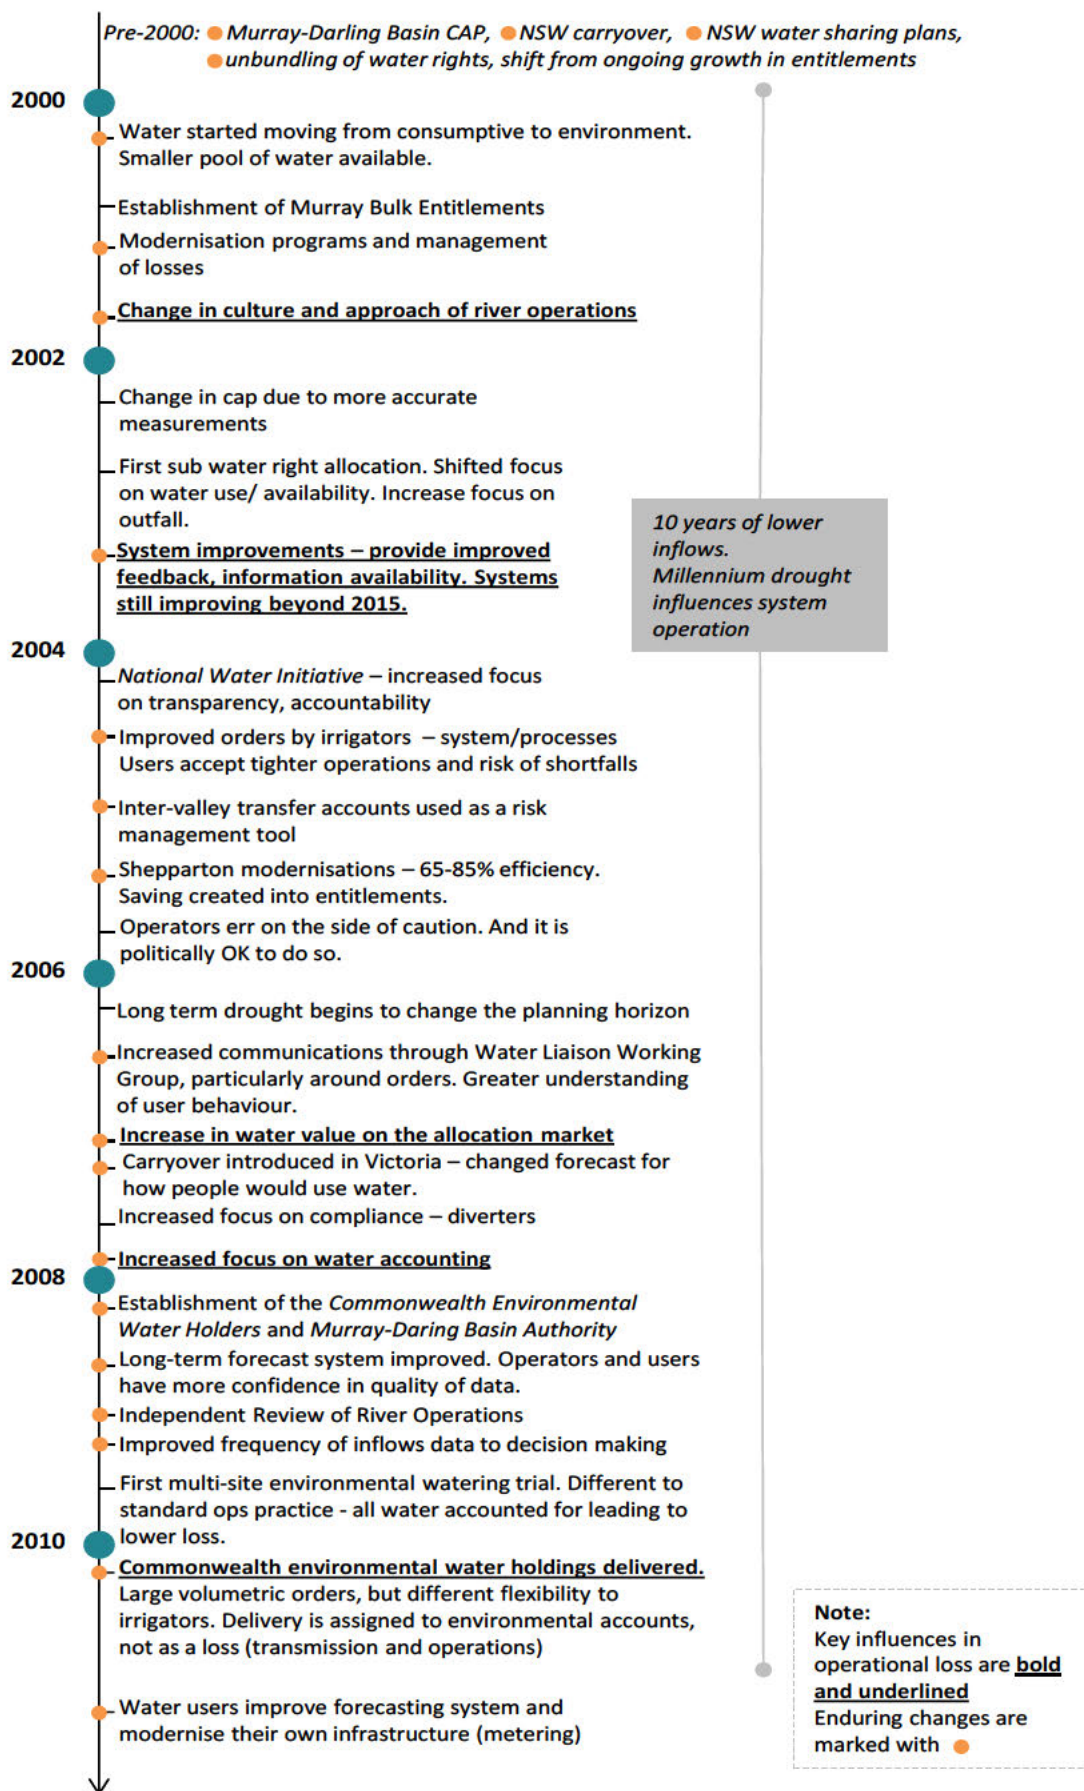 Pre-2000: Murray-Darling Basin CAP, NSW carryover, NSW water sharing plans,
unbundling of water rights, shift from ongoing growth in entitlements
2000
Water started moving from consumptive to environment.
Smaller pool of water available.
Establishment of Murray Bulk Entitlements
Modernisation programs and management
of losses
Change in culture and approach of river operations
2002
Change in cap due to more accurate
measurements
First sub water right allocation. Shifted focus
on water use/ availability. Increase focus on
outfall.
System improvements – provide improved
feedback, information availability. Systems
still improving beyond 2015.
10 years of lower
inflows.
Millennium drought
influences system
operation
2004
National Water Initiative – increased focus
on transparency, accountability
Improved orders by irrigators – system/processes
Users accept tighter operations and risk of shortfalls
Inter-valley transfer accounts used as a risk
management tool
Shepparton modernisations – 65-85% efficiency.
Saving created into entitlements.
Operators err on the side of caution. And it is
politically OK to do so.
2006
Long term drought begins to change the planning horizon
Increased communications through Water Liaison Working
Group, particularly around orders. Greater understanding
of user behaviour.
Increase in water value on the allocation market
Carryover introduced in Victoria – changed forecast for
how people would use water.
Increased focus on compliance – diverters
Increased focus on water accounting
2008
Establishment of the Commonwealth Environmental
Water Holders and Murray-Daring Basin Authority
Long-term forecast system improved. Operators and users
have more confidence in quality of data.
Independent Review of River Operations
Improved frequency of inflows data to decision making
First multi-site environmental watering trial. Different to
standard ops practice - all water accounted for leading to
lower loss.
2010
Commonwealth environmental water holdings delivered.
Large volumetric orders, but different flexibility to
irrigators. Delivery is assigned to environmental accounts,
not as a loss (transmission and operations)
Water users improve forecasting system and
modernise their own infrastructure (metering)
Note:
Key influences in
operational loss are bold
and underlined
Enduring changes are
marked with